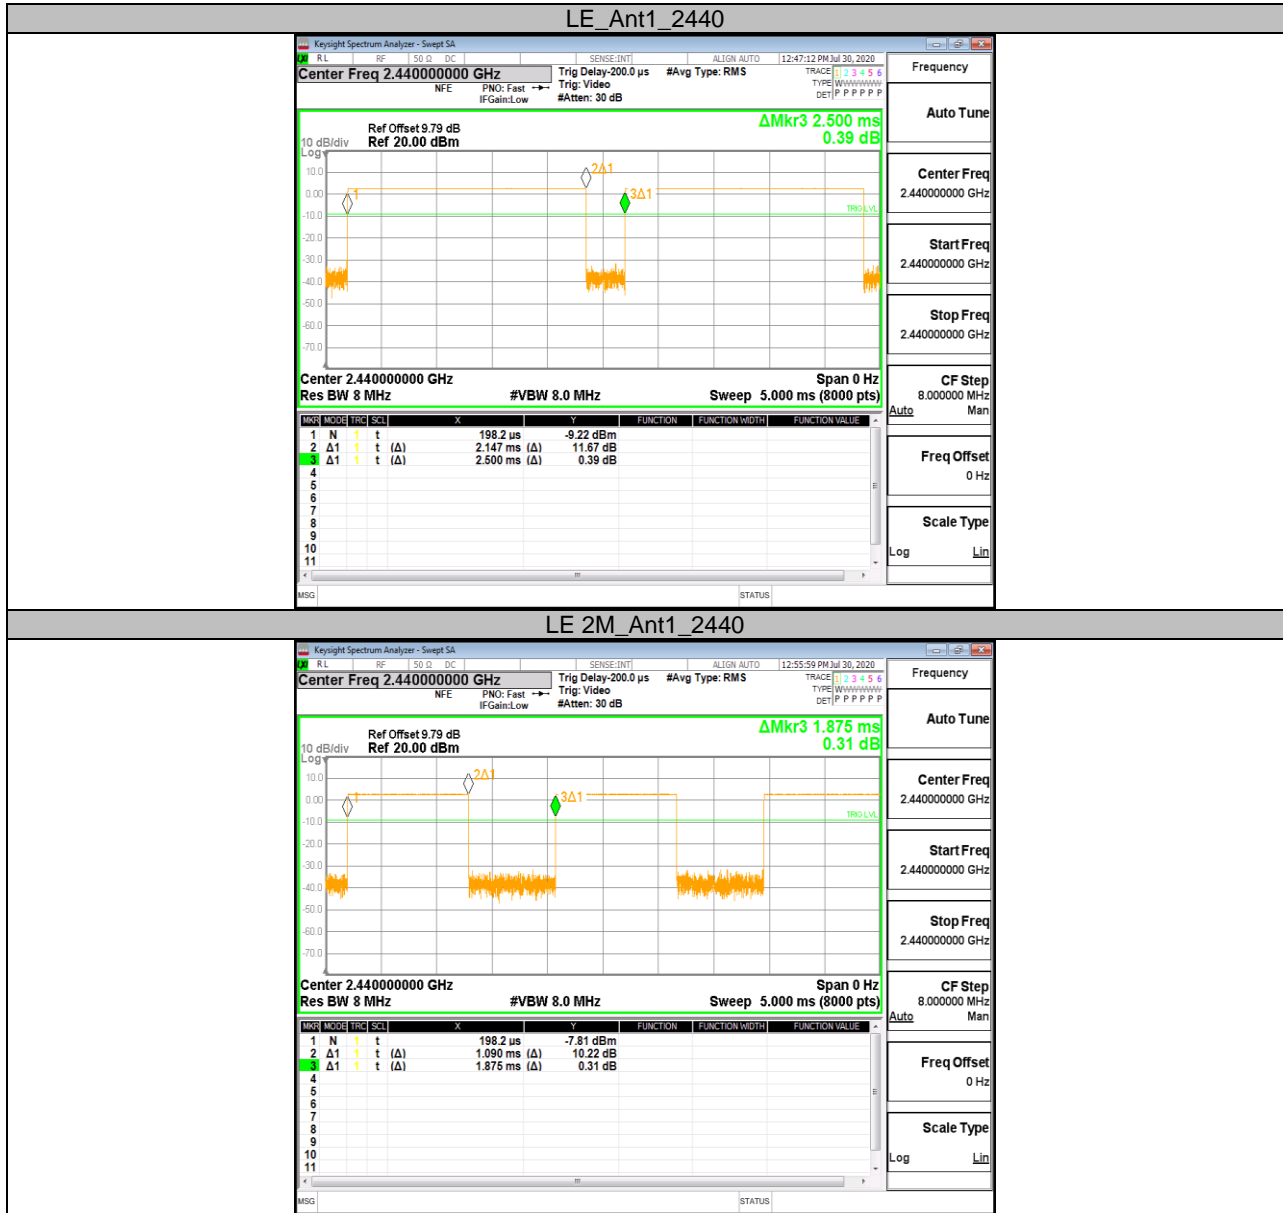 LE_Ant1_2440
Keysight Spectrum Analyzer - Swept SA
LXI RL RF 50 Ω DC SENSE:INT ALIGN AUTO 12:47:12 PM Jul 30, 2020
Center Freq 2.440000000 GHz
NFE PNO: Fast
IFGain:Low
Trig Delay-200.0 µs
Trig: Video
#Atten: 30 dB
#Avg Type: RMS
TRACE 1 2 3 4 5 6
TYPE WWWWWW
DET P P P P P P
ΔMkr3 2.500 ms
0.39 dB
Ref Offset 9.79 dB
10 dB/div Ref 20.00 dBm
Log
10.0
0.00
-10.0
-20.0
-30.0
-40.0
-50.0
-60.0
-70.0
1
2Δ1
3Δ1
TRIG LVL
Center 2.440000000 GHz Span 0 Hz
Res BW 8 MHz #VBW 8.0 MHz Sweep 5.000 ms (8000 pts)
MKR MODE TRC SCL X Y FUNCTION FUNCTION WIDTH FUNCTION VALUE
1 N 1 t 198.2 µs -9.22 dBm
2 Δ1 1 t (Δ) 2.147 ms (Δ) 11.67 dB
3 Δ1 1 t (Δ) 2.500 ms (Δ) 0.39 dB
4
5
6
7
8
9
10
11
MSG STATUS
Frequency
Auto Tune
Center Freq
2.440000000 GHz
Start Freq
2.440000000 GHz
Stop Freq
2.440000000 GHz
CF Step
8.000000 MHz
Auto Man
Freq Offset
0 Hz
Scale Type
Log Lin
LE 2M_Ant1_2440
Keysight Spectrum Analyzer - Swept SA
LXI RL RF 50 Ω DC SENSE:INT ALIGN AUTO 12:55:59 PM Jul 30, 2020
Center Freq 2.440000000 GHz
NFE PNO: Fast
IFGain:Low
Trig Delay-200.0 µs
Trig: Video
#Atten: 30 dB
#Avg Type: RMS
TRACE 1 2 3 4 5 6
TYPE WWWWWW
DET P P P P P P
ΔMkr3 1.875 ms
0.31 dB
Ref Offset 9.79 dB
10 dB/div Ref 20.00 dBm
Log
10.0
0.00
-10.0
-20.0
-30.0
-40.0
-50.0
-60.0
-70.0
1
2Δ1
3Δ1
TRIG LVL
Center 2.440000000 GHz Span 0 Hz
Res BW 8 MHz #VBW 8.0 MHz Sweep 5.000 ms (8000 pts)
MKR MODE TRC SCL X Y FUNCTION FUNCTION WIDTH FUNCTION VALUE
1 N 1 t 198.2 µs -7.81 dBm
2 Δ1 1 t (Δ) 1.090 ms (Δ) 10.22 dB
3 Δ1 1 t (Δ) 1.875 ms (Δ) 0.31 dB
4
5
6
7
8
9
10
11
MSG STATUS
Frequency
Auto Tune
Center Freq
2.440000000 GHz
Start Freq
2.440000000 GHz
Stop Freq
2.440000000 GHz
CF Step
8.000000 MHz
Auto Man
Freq Offset
0 Hz
Scale Type
Log Lin